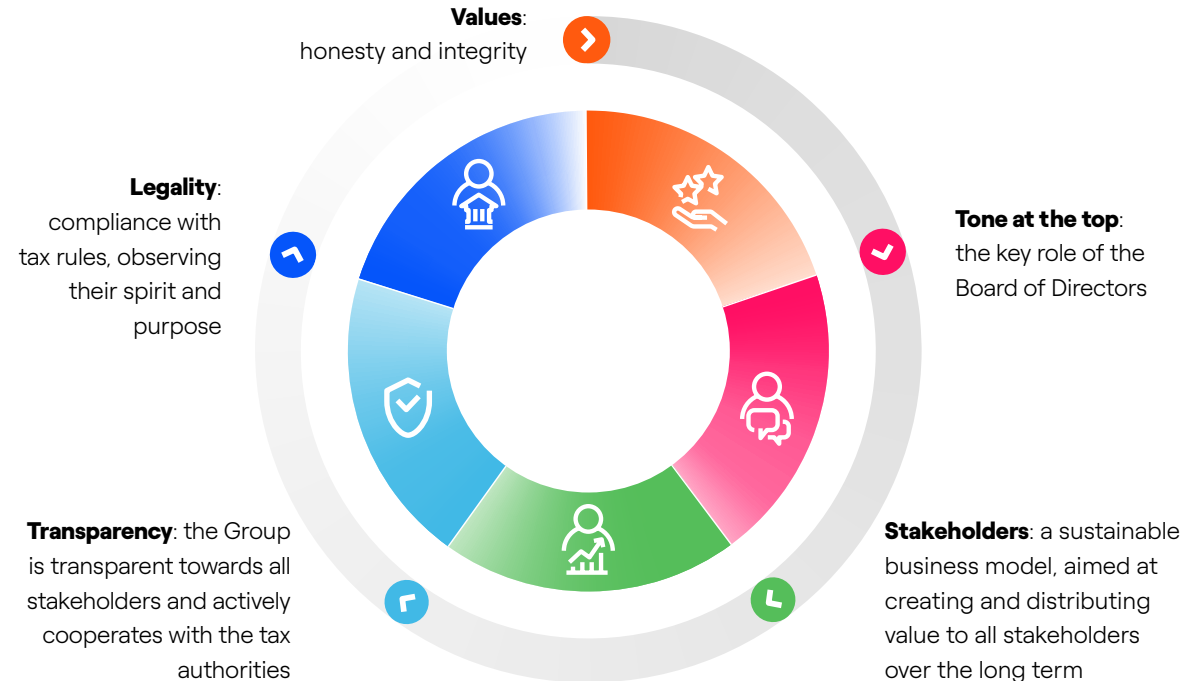 Values:
honesty and integrity
Tone at the top:
the key role of the
Board of Directors
Stakeholders: a sustainable
business model, aimed at
creating and distributing
value to all stakeholders
over the long term
Transparency: the Group
is transparent towards all
stakeholders and actively
cooperates with the tax
authorities
Legality:
compliance with
tax rules, observing
their spirit and
purpose